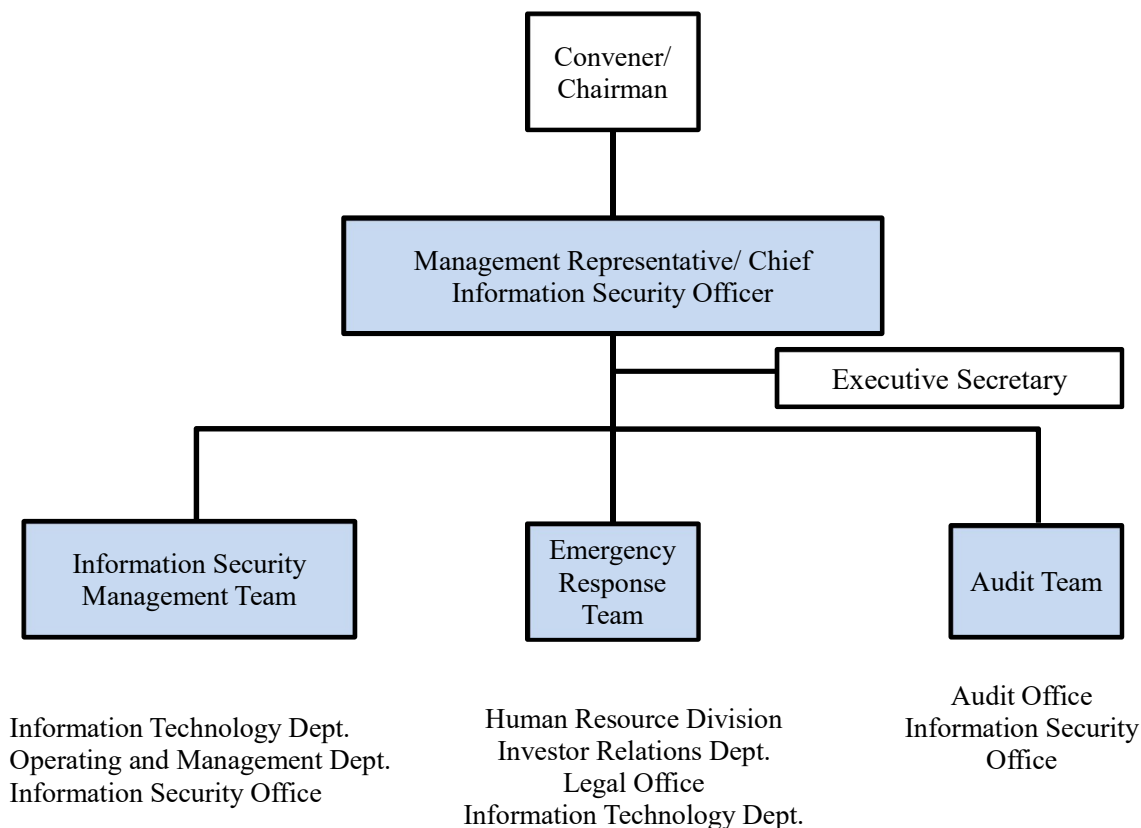 Convener/
Chairman
Management Representative/ Chief
Information Security Officer
Executive Secretary
Information Security
Management Team
Emergency
Response
Team
Audit Team
Information Technology Dept.
Operating and Management Dept.
Information Security Office
Human Resource Division
Investor Relations Dept.
Legal Office
Information Technology Dept.
Audit Office
Information Security
Office